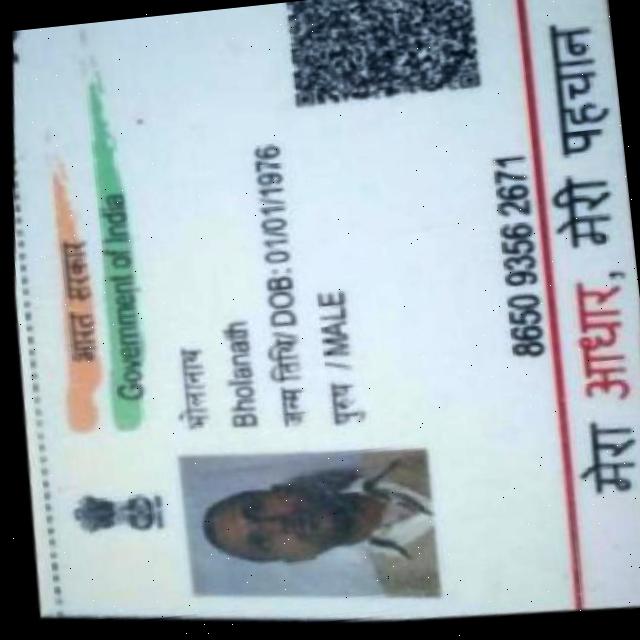 भारत सरकार
Government of India
भोलानाथ
Bholanath
जन्म तिथि/ DOB: 01/01/1976
पुरुष / MALE
8650 9356 2671
मेरा आधार, मेरी पहचान